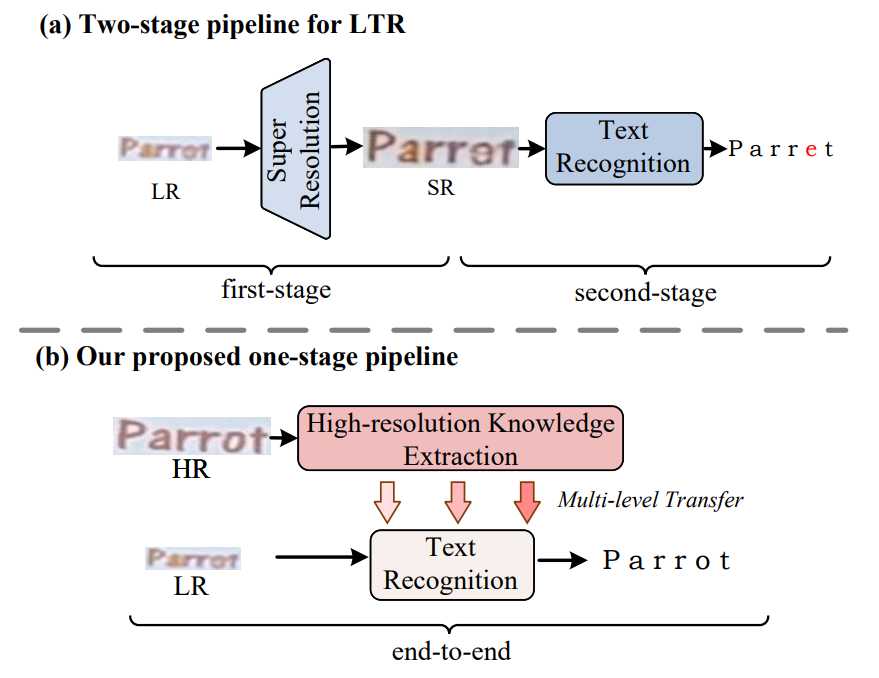 (a) Two-stage pipeline for LTR
Parrot
LR
Super
Resolution
Parrot
SR
Text
Recognition
Parret
first-stage
second-stage
(b) Our proposed one-stage pipeline
Parrot
HR
High-resolution Knowledge
Extraction
Multi-level Transfer
Parrot
LR
Text
Recognition
Parrot
end-to-end